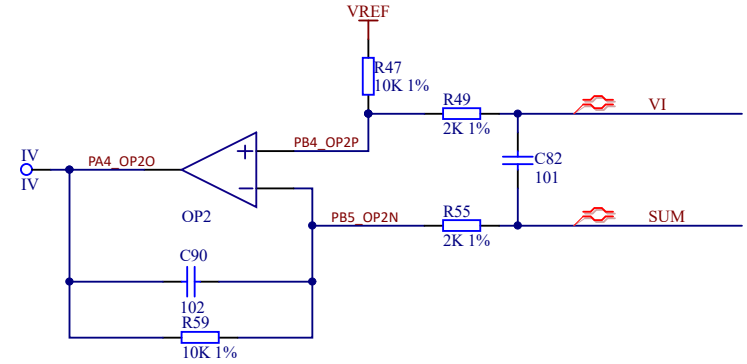 VREF
R47
10K 1%
R49
2K 1%
VI
PB4_OP2P
IV
IV
PA4_OP2O
+
−
C82
101
OP2
PB5_OP2N
R55
2K 1%
SUM
C90
102
R59
10K 1%